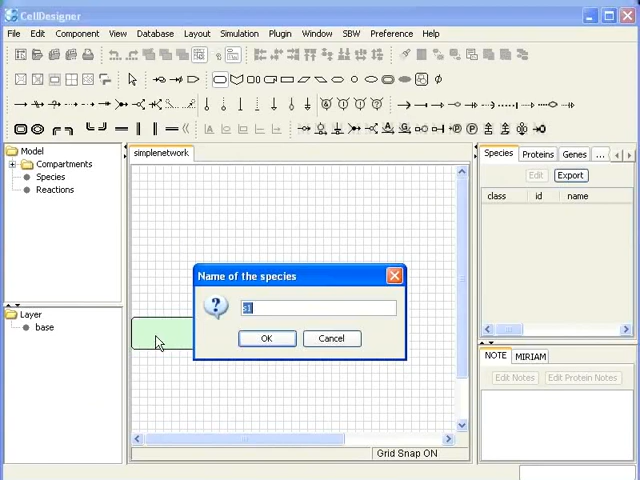 CellDesigner
File Edit Component View Database Layout Simulation Plugin Window SBW Preference Help
simplenetwork
Model
Compartments
Species
Reactions
Layer
base
Name of the species
s1
OK Cancel
Grid Snap ON
Species Proteins Genes ...
Edit Export
class id name
NOTE MIRIAM
Edit Notes Edit Protein Notes